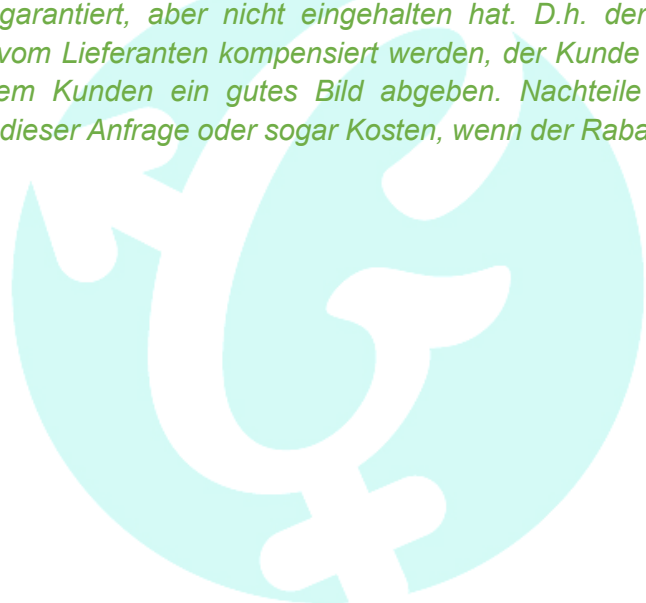 garantiert, aber nicht eingehalten hat. D.h. der
vom Lieferanten kompensiert werden, der Kunde
em Kunden ein gutes Bild abgeben. Nachteile
dieser Anfrage oder sogar Kosten, wenn der Raba